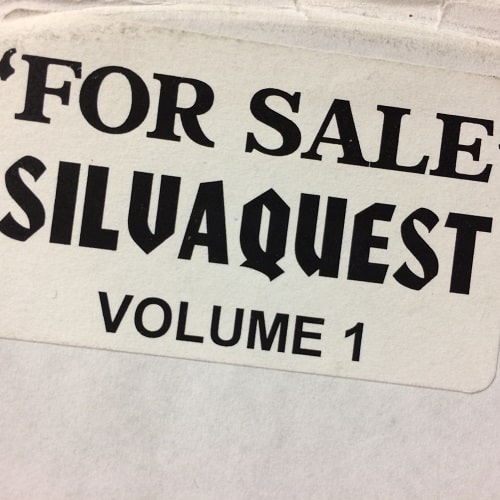 'FOR SALE
SILVAQUEST
VOLUME 1